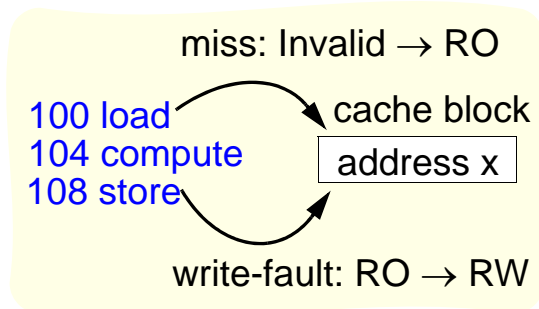 miss: Invalid → RO
100 load
cache block
104 compute
address x
108 store
write-fault: RO → RW